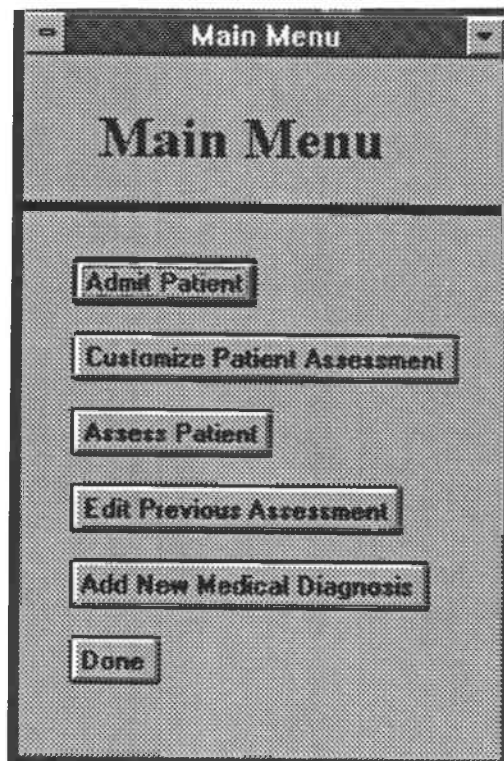 Main Menu
Main Menu
Admit Patient
Customize Patient Assessment
Assess Patient
Edit Previous Assessment
Add New Medical Diagnosis
Done